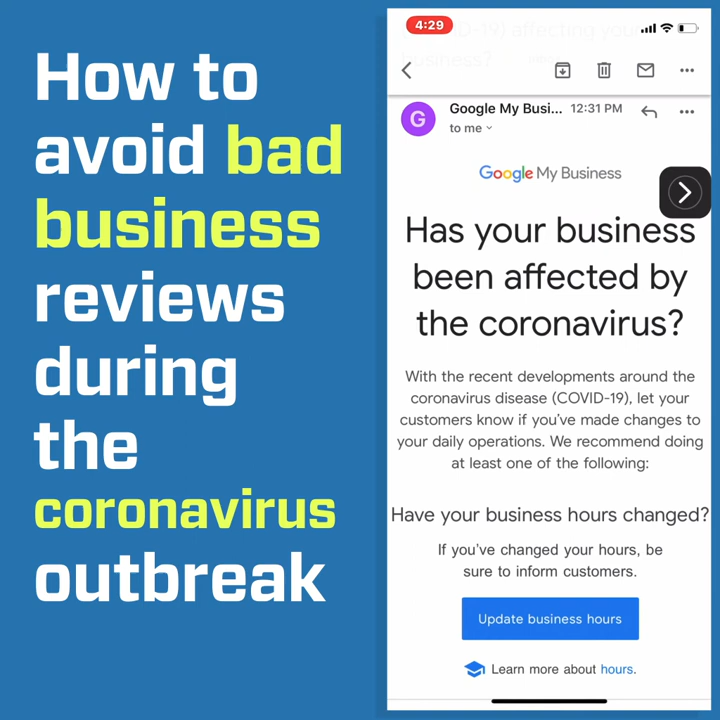 How to
avoid bad
business
reviews
during
the
coronavirus
outbreak
4:29
D-19) affecting your
business?
Google My Busi... 12:31 PM
to me
G
Google My Business
Has your business
been affected by
the coronavirus?
With the recent developments around the
coronavirus disease (COVID-19), let your
customers know if you've made changes to
your daily operations. We recommend doing
at least one of the following:
Have your business hours changed?
If you've changed your hours, be
sure to inform customers.
Update business hours
Learn more about hours.